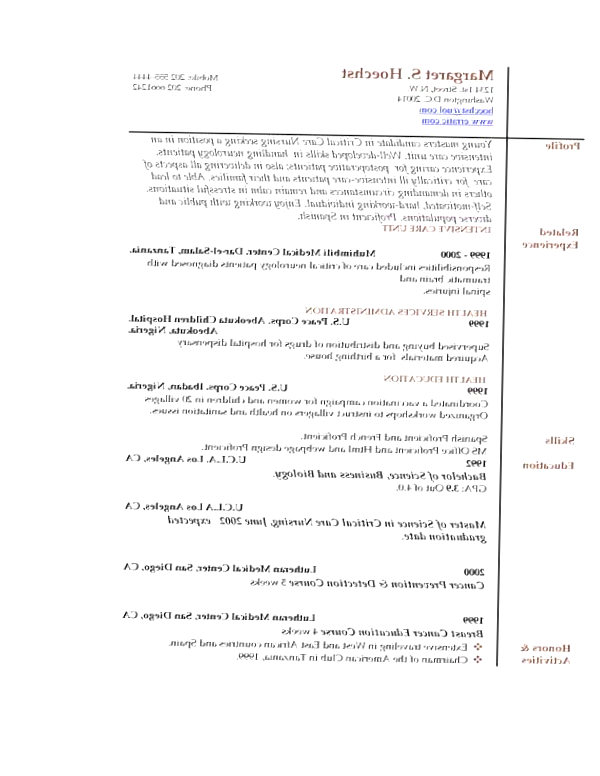 Margaret S. Hoechst
1234 1st. Street, N.W
Washington D.C 20014
hoechst@uol.com
www.erratic.com
Mobile: 202 555 4444
Phone: 202 6661242
Profile
Young masters candidate in Critical Care Nursing seeking a position in an
intensive care unit. Well-developed skills in handling neurology patients.
Experience caring for postoperative patients; also in delivering all aspects of
care for critically ill intensive-care patients and their families. Able to lead
others in demanding circumstances and remain calm in stressful situations.
Self-motivated, hard-working individual. Enjoy working with public and
diverse populations. Proficient in Spanish.
Related
Experience
INTENSIVE CARE UNIT
1999 - 2000 Muhimbili Medical Center, Dar-el-Salam, Tanzania.
Responsibilities included care of critical neurology patients diagnosed with
traumatic brain and
spinal injuries.
HEALTH SERVICES ADMINISTRATION
1999 U.S. Peace Corps. Abeokuta Children Hospital.
Abeokuta, Nigeria.
Supervised buying and distribution of drugs for hospital dispensary
Acquired materials for a birthing house.
HEALTH EDUCATION
U.S. Peace Corps. Ibadan, Nigeria.
Coordinated a vaccination campaign for women and children in 20 villages
Organized workshops to instruct villagers on health and sanitation issues.
Skills
Spanish Proficient and French Proficient.
MS Office Proficient and Html and webpage design Proficient.
Education
1992 U.C.L.A. Los Angeles, CA
Bachelor of Science, Business and Biology.
GPA: 3.9 Out of 4.0.
U.C.L.A Los Angeles, CA
Master of Science in Critical Care Nursing, June 2002 expected
graduation date.
2000 Lutheran Medical Center, San Diego, CA
Cancer Prevention & Detection Course 5 weeks
1999 Lutheran Medical Center, San Diego, CA
Breast Cancer Education Course 4 weeks
Honors &
Activities
❖ Extensive traveling in West and East African countries and Spain.
❖ Chairman of the American Club in Tanzania, 1999.